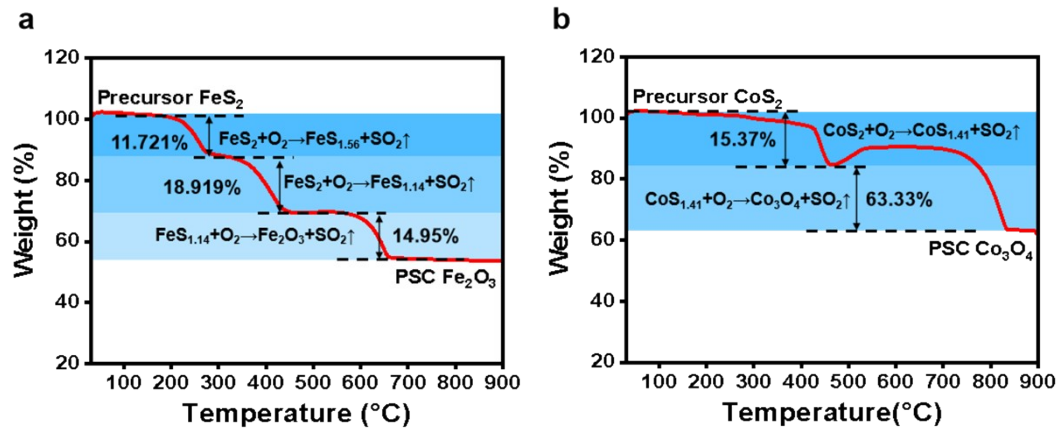 a
120
100
80
60
40
20
Weight (%)
Precursor FeS₂
11.721%
FeS₂+O₂→FeS₁.₅₆+SO₂↑
18.919%
FeS₂+O₂→FeS₁.₁₄+SO₂↑
FeS₁.₁₄+O₂→Fe₂O₃+SO₂↑
14.95%
PSC Fe₂O₃
100 200 300 400 500 600 700 800 900
Temperature (°C)
b
120
100
80
60
40
20
Weight (%)
Precursor CoS₂
15.37%
CoS₂+O₂→CoS₁.₄₁+SO₂↑
CoS₁.₄₁+O₂→Co₃O₄+SO₂↑
63.33%
PSC Co₃O₄
100 200 300 400 500 600 700 800 900
Temperature(°C)